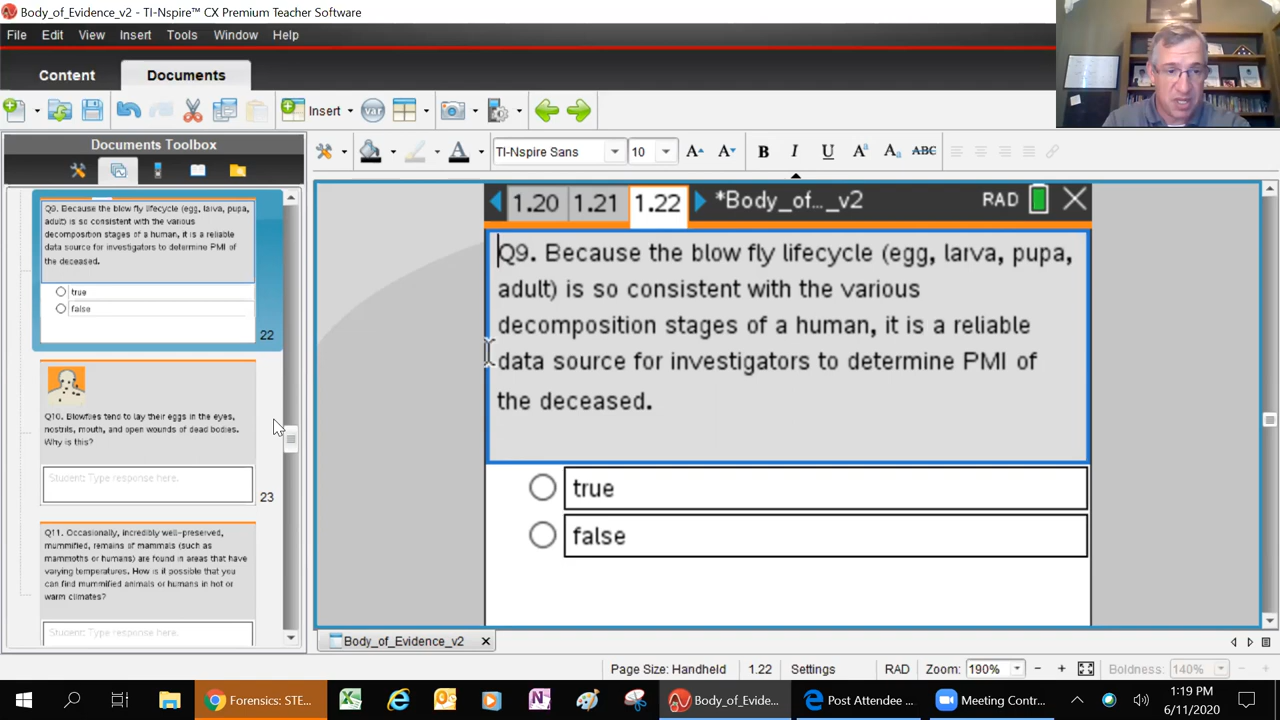 Body_of_Evidence_v2 - TI-Nspire™ CX Premium Teacher Software
File Edit View Insert Tools Window Help
Content Documents
Insert var
Documents Toolbox
TI-Nspire Sans 10 A A B I U A A ABC
1.20 1.21 1.22 *Body_of…_v2 RAD
Q9. Because the blow fly lifecycle (egg, larva, pupa,
adult) is so consistent with the various
decomposition stages of a human, it is a reliable
data source for investigators to determine PMI of
the deceased.
true
false
22
Q10. Blowflies tend to lay their eggs in the eyes,
nostrils, mouth, and open wounds of dead bodies.
Why is this?
Student: Type response here.
23
Q11. Occasionally, incredibly well-preserved,
mummified, remains of mammals (such as
mammoths or humans) are found in areas that have
varying temperatures. How is it possible that you
can find mummified animals or humans in hot or
warm climates?
Student: Type response here.
Q9. Because the blow fly lifecycle (egg, larva, pupa,
adult) is so consistent with the various
decomposition stages of a human, it is a reliable
data source for investigators to determine PMI of
the deceased.
true
false
Body_of_Evidence_v2
Page Size: Handheld 1.22 Settings RAD Zoom: 190% Boldness: 140%
Forensics: STE... Body_of_Evide... Post Attendee ... Meeting Contr...
1:19 PM
6/11/2020